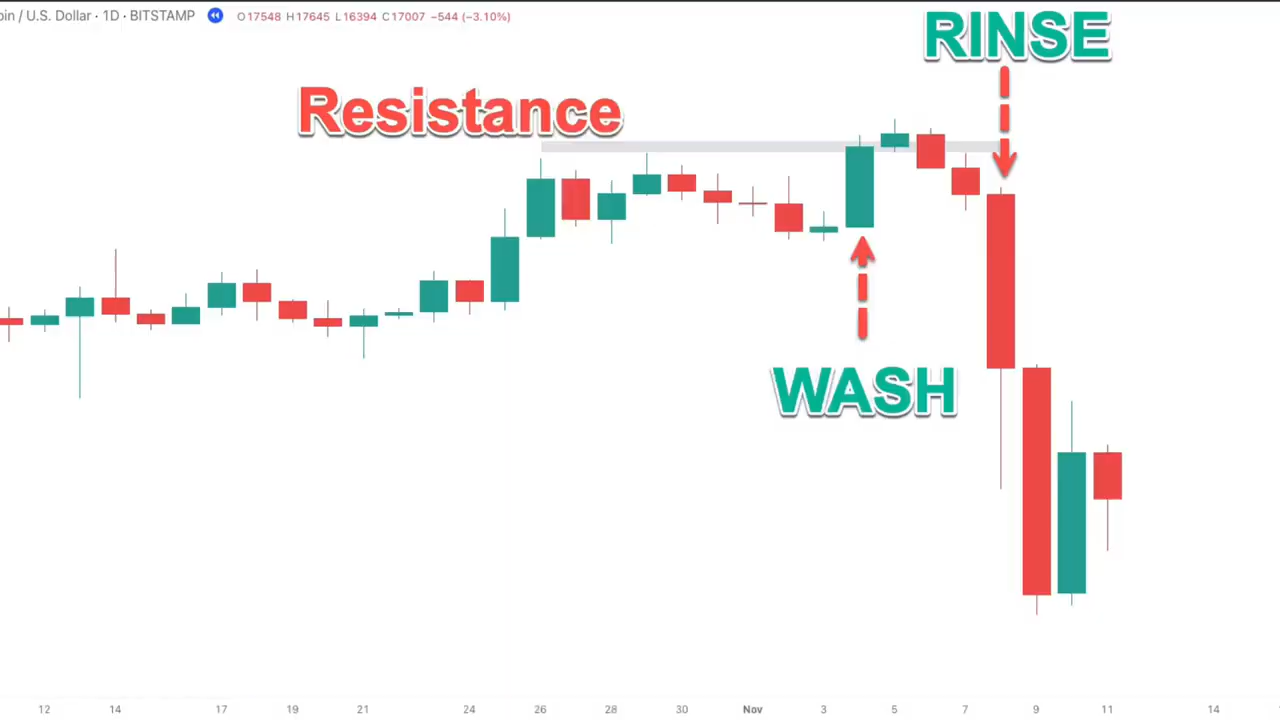 oin / U.S. Dollar · 1D · BITSTAMP O17548 H17645 L16394 C17007 −544 (−3.10%)
RINSE
Resistance
WASH
12 14 17 19 21 24 26 28 30 Nov 3 5 7 9 11 14